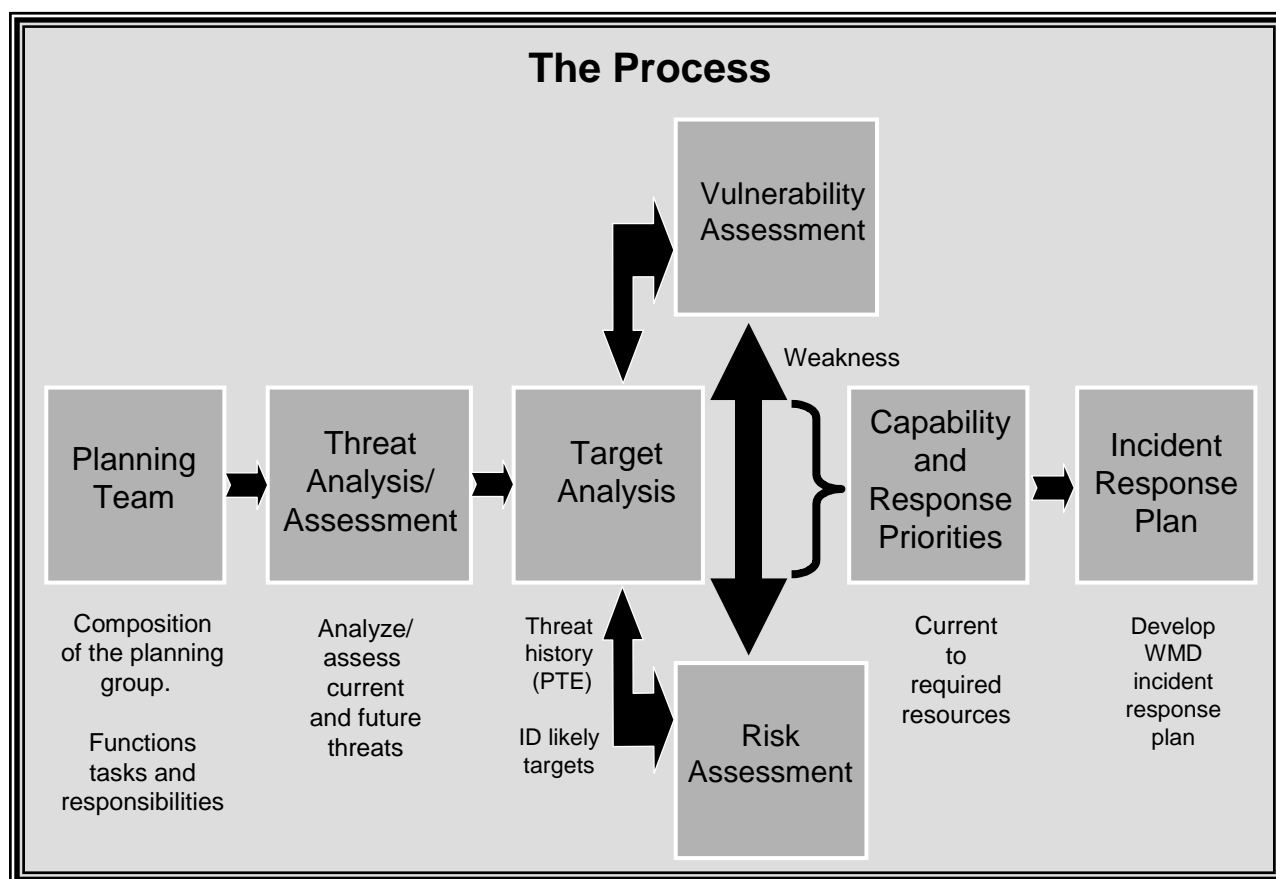 The Process
Vulnerability
Assessment
Weakness
Planning
Team
Threat
Analysis/
Assessment
Target
Analysis
Capability
and
Response
Priorities
Incident
Response
Plan
Composition
of the planning
group.
Functions
tasks and
responsibilities
Analyze/
assess
current
and future
threats
Threat
history
(PTE)
ID likely
targets
Risk
Assessment
Current
to
required
resources
Develop
WMD
incident
response
plan